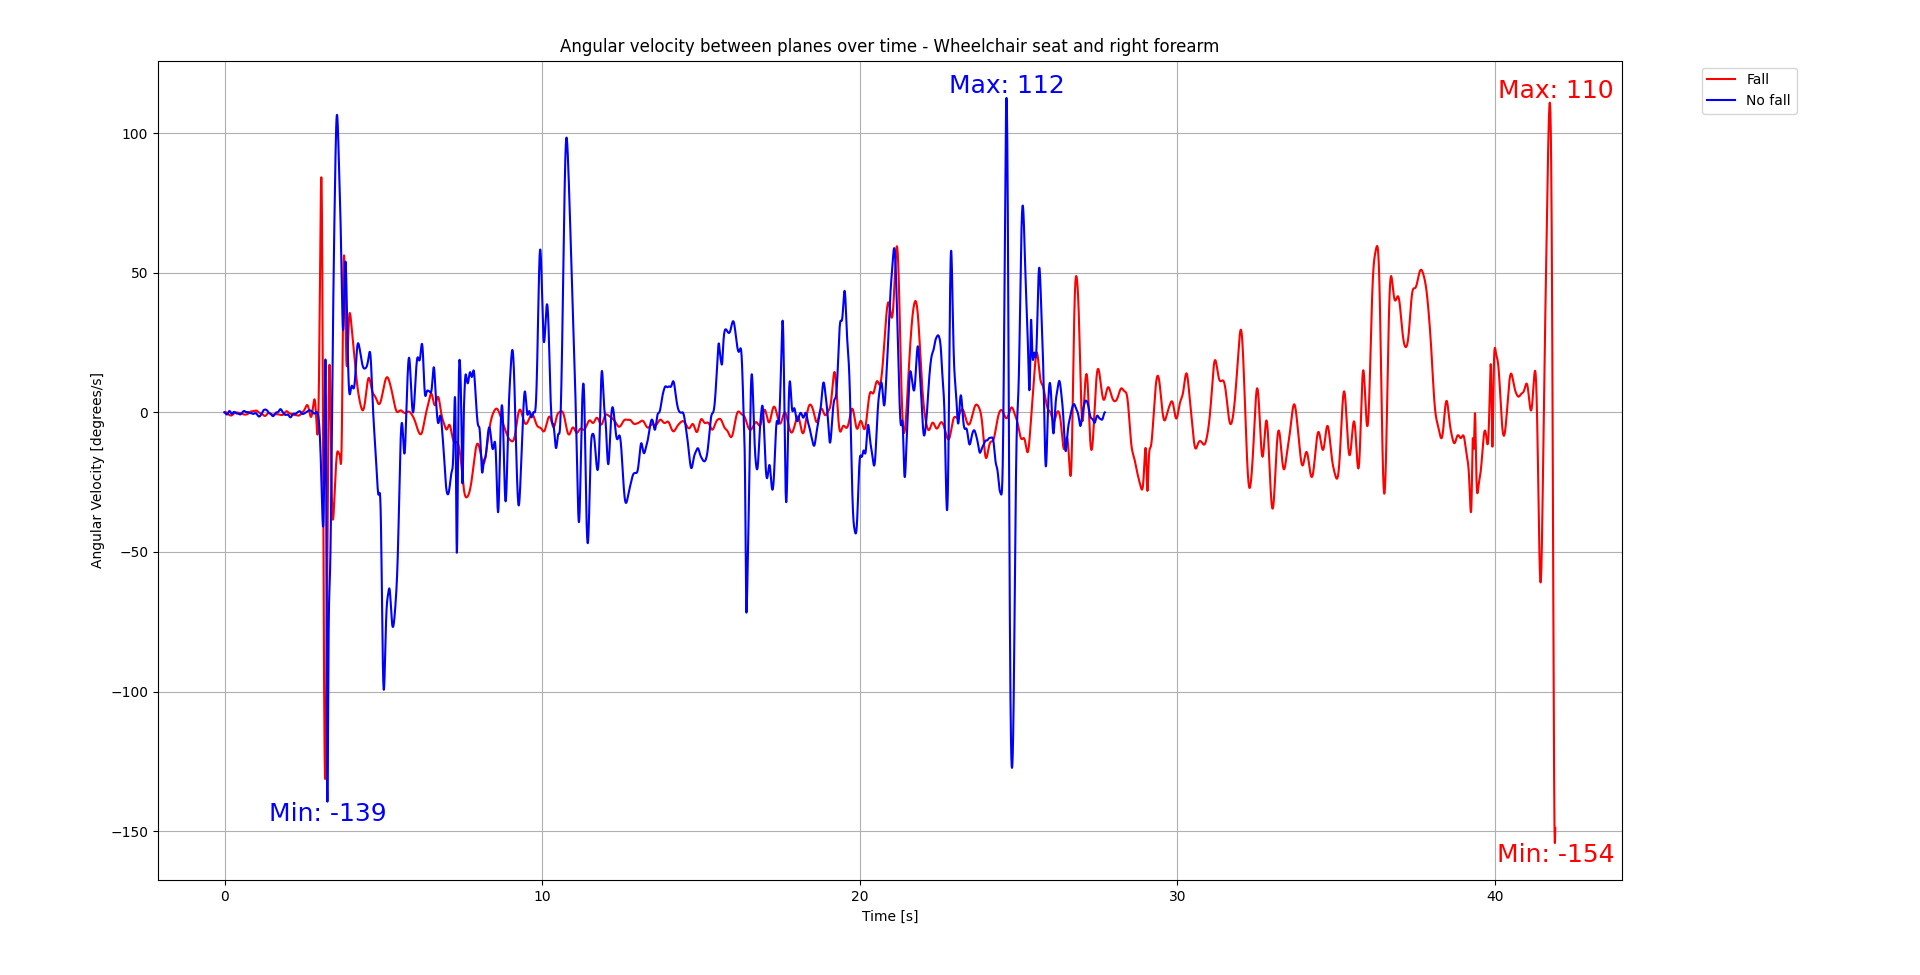 Angular velocity between planes over time - Wheelchair seat and right forearm
Max: 112
Max: 110
Fall
No fall
100
50
0
−50
−100
−150
Angular Velocity [degrees/s]
Min: -139
Min: -154
0
10
20
30
40
Time [s]